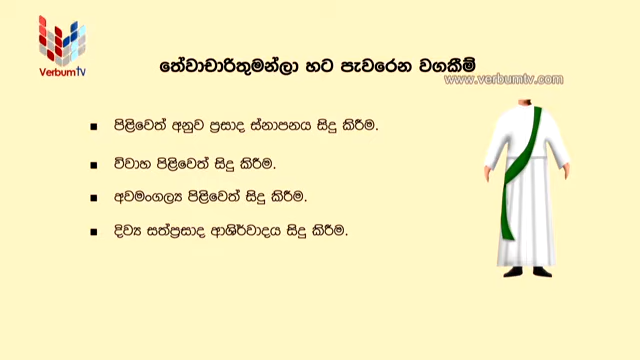 VerbumTV
තේවාචාරිතුමන්ලා හට පැවරෙන වගකීම්
www.verbumtv.com
▪ පිළිවෙත් අනුව ප්‍රසාද ස්නාපනය සිදු කිරීම.
▪ විවාහ පිළිවෙත් සිදු කිරීම.
▪ අවමංගල්‍ය පිළිවෙත් සිදු කිරීම.
▪ දිව්‍ය සත්ප්‍රසාද ආශිර්වාදය සිදු කිරීම.